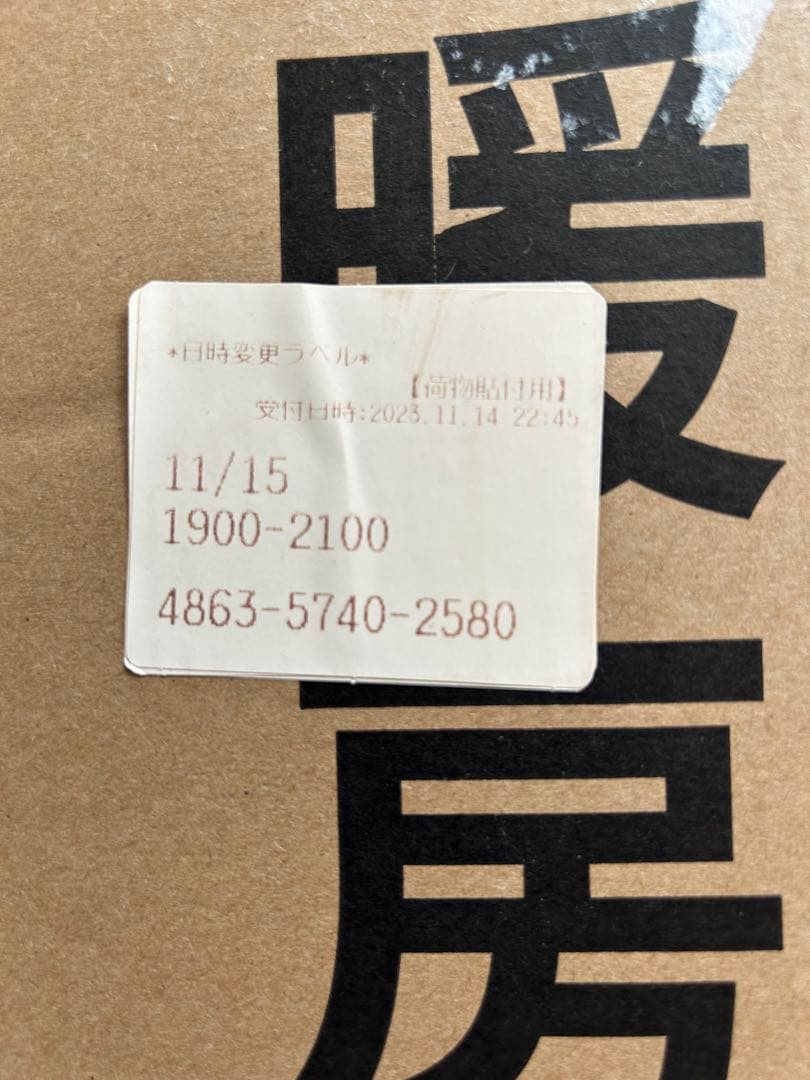 暖房
*日時変更ラベル*
【荷物貼付用】
受付日時:2023.11.14 22:45
11/15
1900-2100
4863-5740-2580